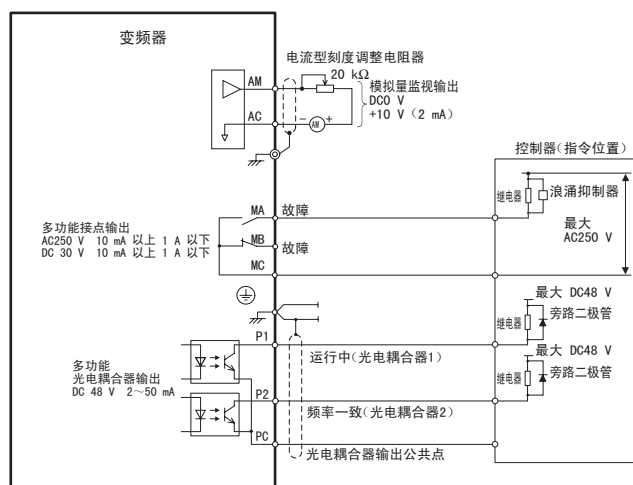 变频器
电流型刻度调整电阻器
20 kΩ
AM
模拟量监视输出
DC0 V
+10 V（2 mA）
AC
- AM +
控制器（指令位置）
继电器
浪涌抑制器
最大
AC250 V
MA 故障
多功能接点输出
AC250 V 10 mA 以上 1 A 以下
DC 30 V 10 mA 以上 1 A 以下
MB 故障
MC
最大 DC48 V
继电器
旁路二极管
P1
运行中（光电耦合器1）
最大 DC48 V
继电器
旁路二极管
多功能
光电耦合器输出
DC 48 V 2～50 mA
P2
频率一致（光电耦合器2）
PC
光电耦合器输出公共点